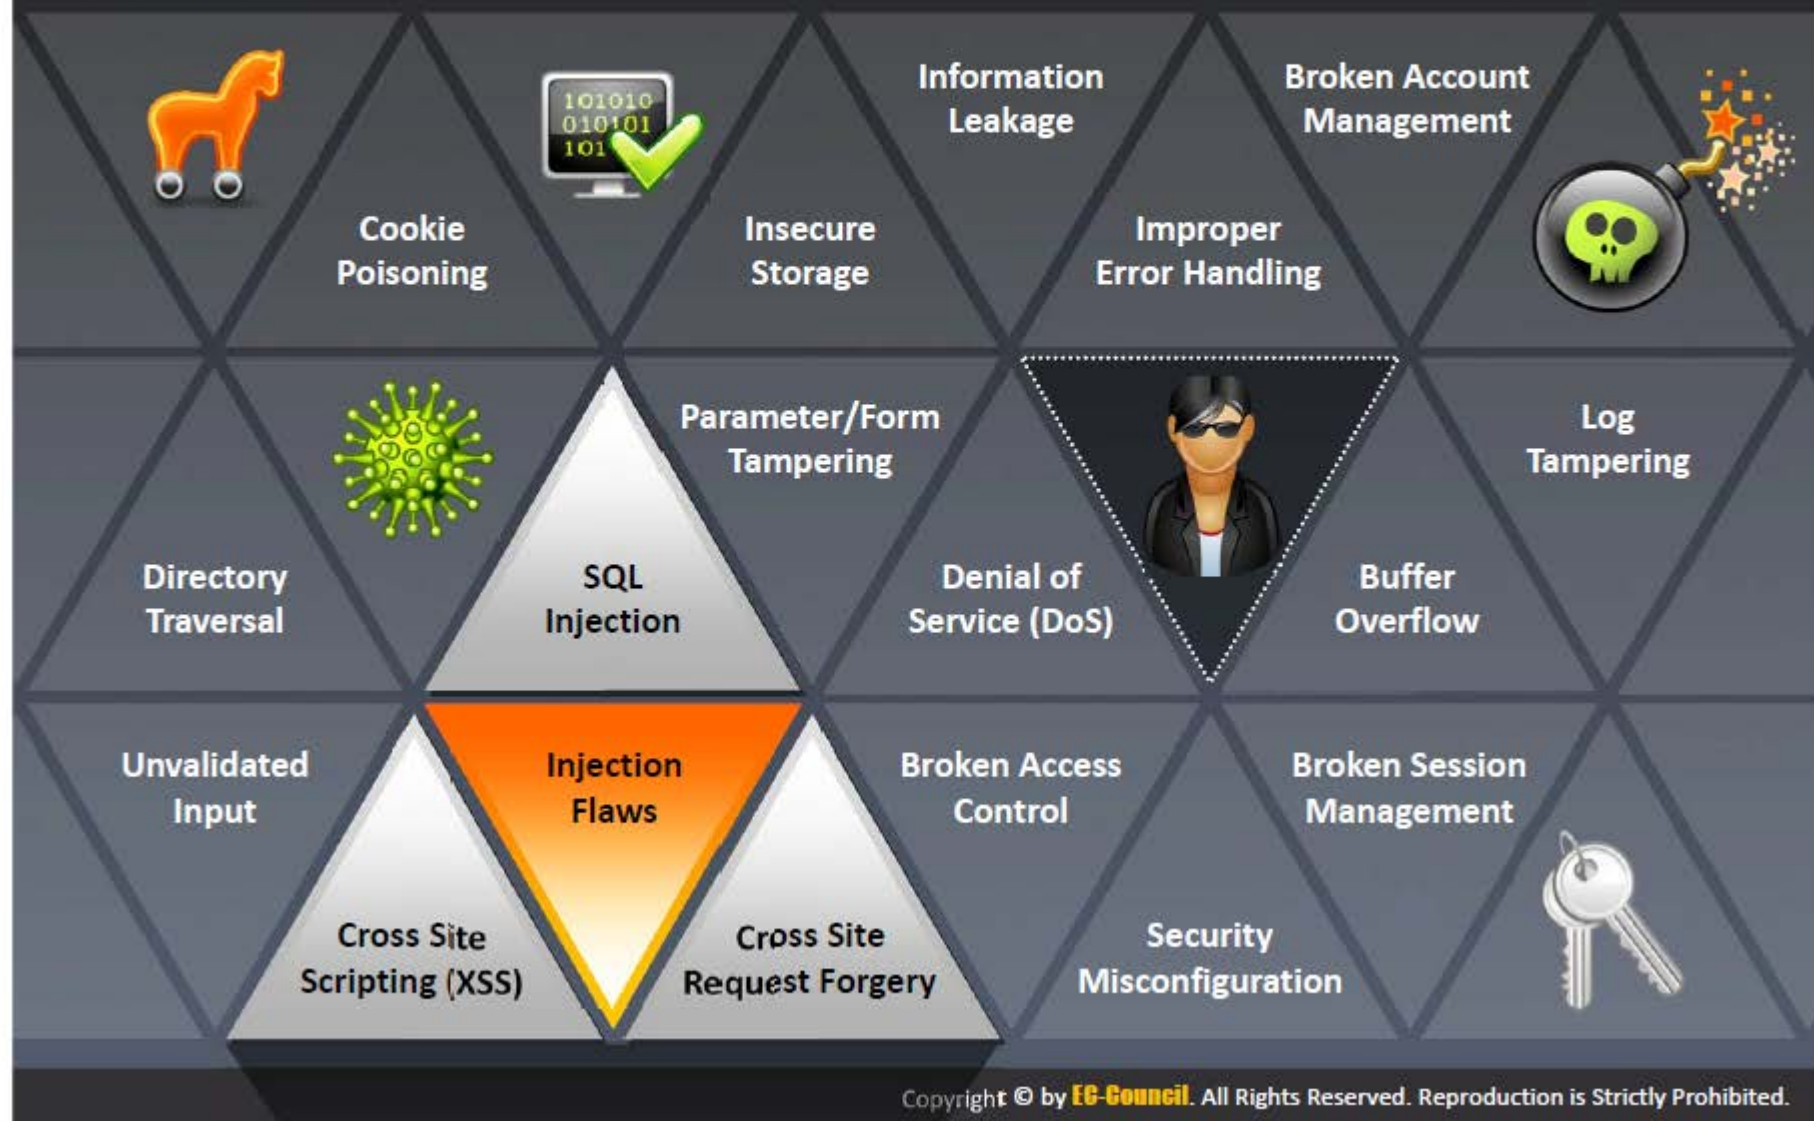 101010
010101
101
Information
Leakage
Broken Account
Management
Cookie
Poisoning
Insecure
Storage
Improper
Error Handling
Parameter/Form
Tampering
Log
Tampering
Directory
Traversal
SQL
Injection
Denial of
Service (DoS)
Buffer
Overflow
Unvalidated
Input
Injection
Flaws
Broken Access
Control
Broken Session
Management
Cross Site
Scripting (XSS)
Cross Site
Request Forgery
Security
Misconfiguration
Copyright © by EC-Council. All Rights Reserved. Reproduction is Strictly Prohibited.